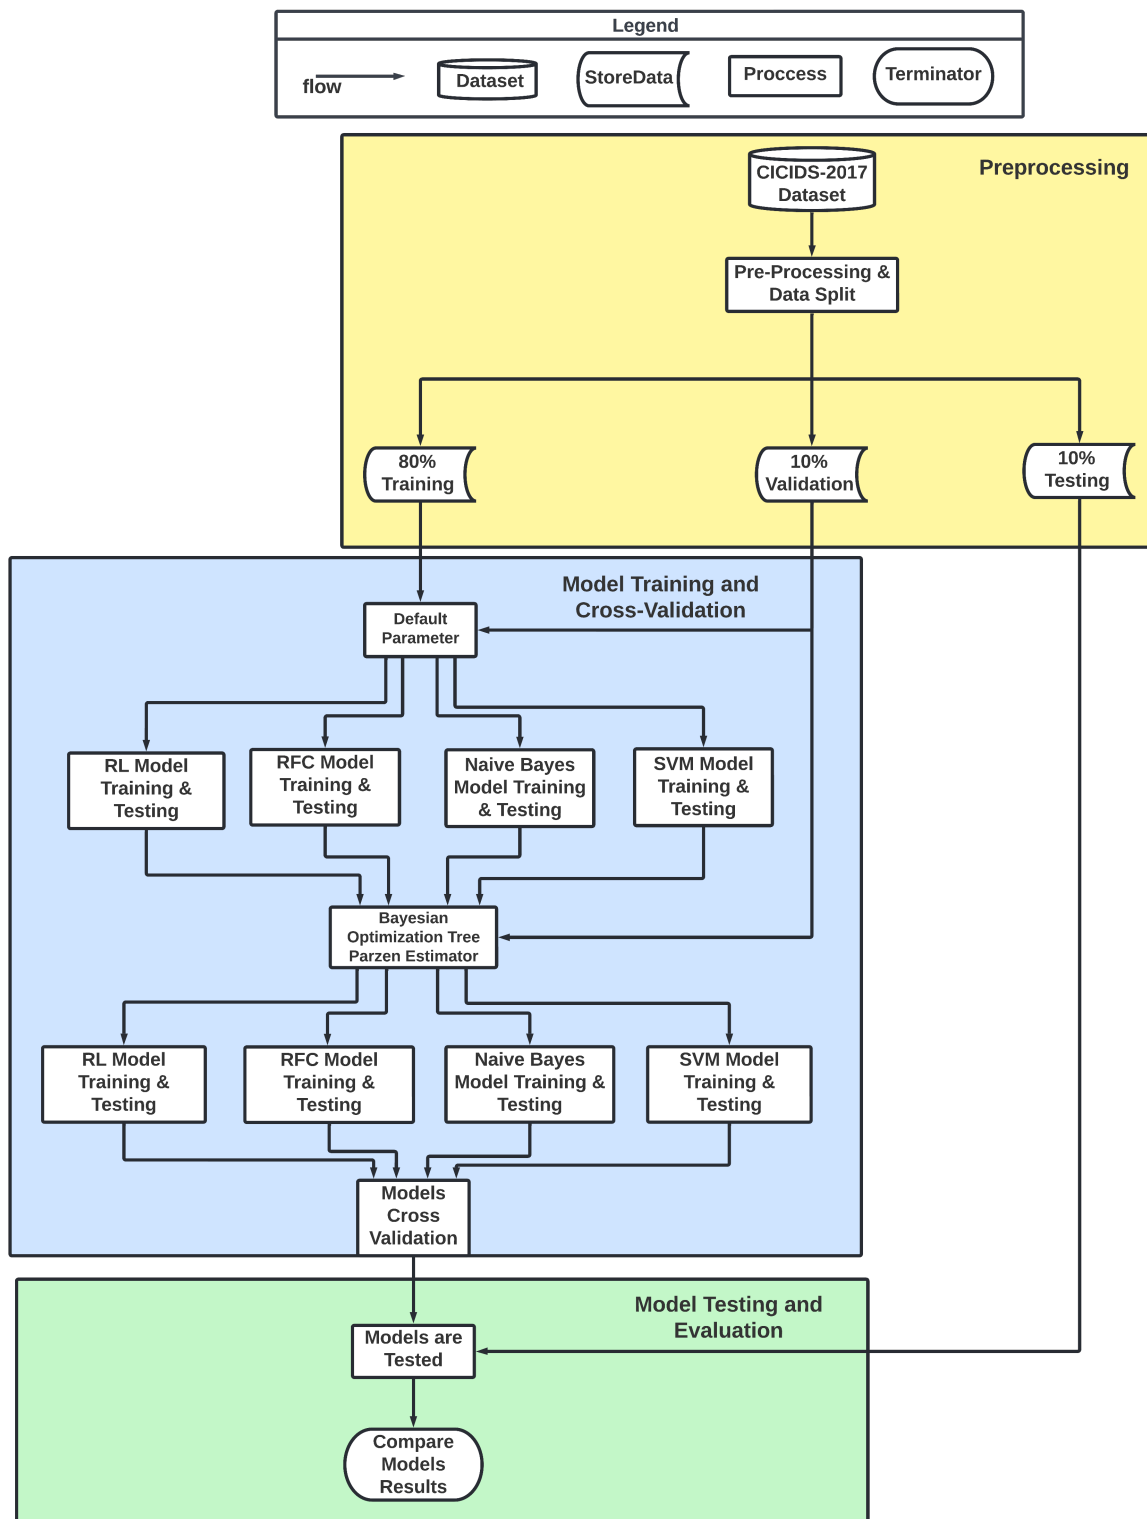 Legend
flow
Dataset
StoreData
Proccess
Terminator
Preprocessing
CICIDS-2017
Dataset
Pre-Processing &
Data Split
80%
Training
10%
Validation
10%
Testing
Model Training and
Cross-Validation
Default
Parameter
RL Model
Training &
Testing
RFC Model
Training &
Testing
Naive Bayes
Model Training
& Testing
SVM Model
Training &
Testing
Bayesian
Optimization Tree
Parzen Estimator
RL Model
Training &
Testing
RFC Model
Training &
Testing
Naive Bayes
Model Training &
Testing
SVM Model
Training &
Testing
Models
Cross
Validation
Model Testing and
Evaluation
Models are
Tested
Compare
Models
Results